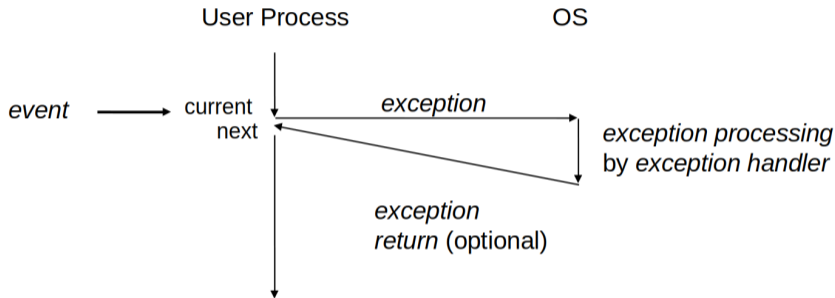 User Process
OS
event
current
next
exception
exception processing
by exception handler
exception
return (optional)